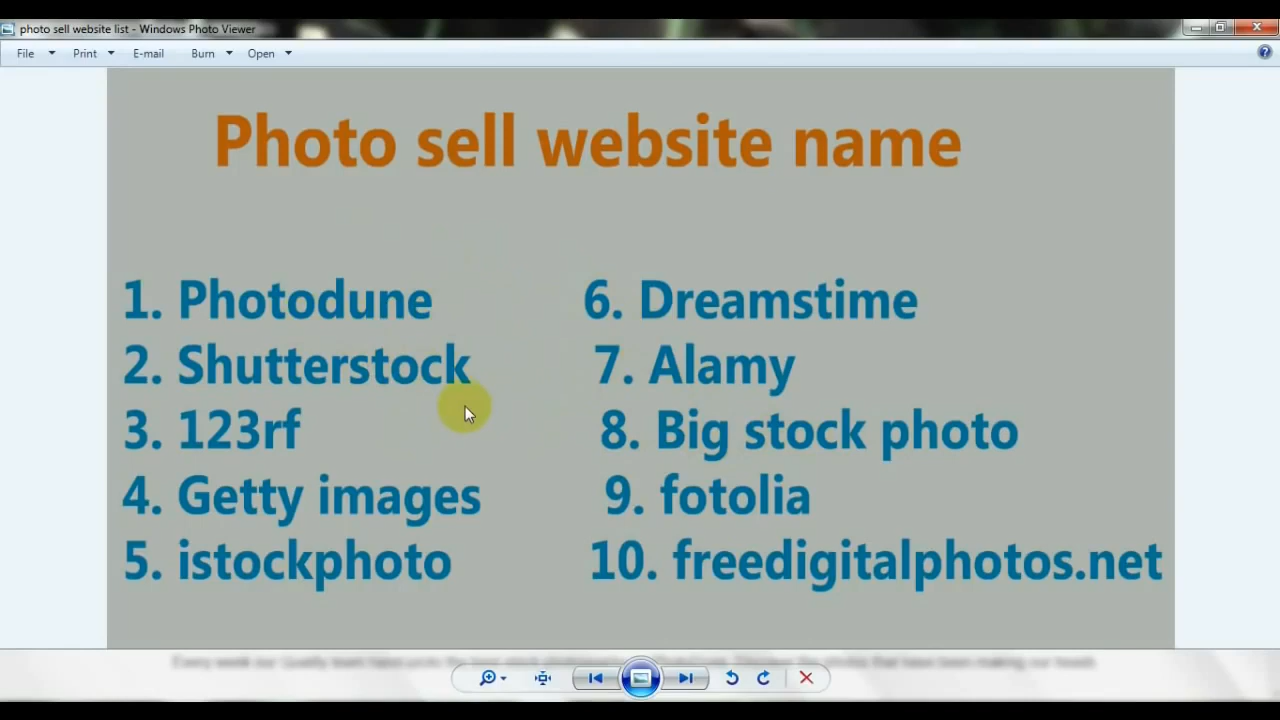 photo sell website list - Windows Photo Viewer
File Print E-mail Burn Open
Photo sell website name
1. Photodune
2. Shutterstock
3. 123rf
4. Getty images
5. istockphoto
6. Dreamstime
7. Alamy
8. Big stock photo
9. fotolia
10. freedigitalphotos.net